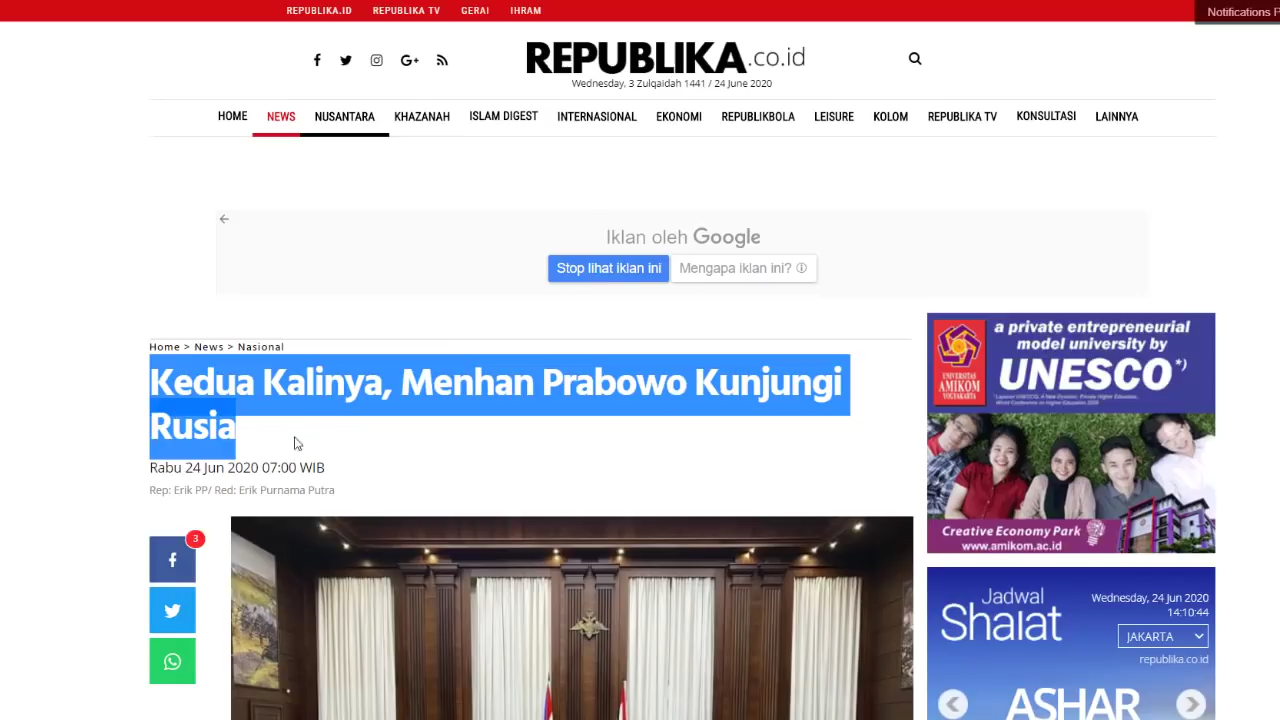 REPUBLIKA.ID REPUBLIKA TV GERAI IHRAM
Notifications P
REPUBLIKA.co.id
Wednesday, 3 Zulqaidah 1441 / 24 June 2020
HOME NEWS NUSANTARA KHAZANAH ISLAM DIGEST INTERNASIONAL EKONOMI REPUBLIKBOLA LEISURE KOLOM REPUBLIKA TV KONSULTASI LAINNYA
Iklan oleh Google
Stop lihat iklan ini Mengapa iklan ini?
Home > News > Nasional
Kedua Kalinya, Menhan Prabowo Kunjungi
Rusia
Rabu 24 Jun 2020 07:00 WIB
Rep: Erik PP/ Red: Erik Purnama Putra
3
a private entrepreneurial
model university by
UNESCO *)
UNIVERSITAS
AMIKOM
YOGYAKARTA
Creative Economy Park
www.amikom.ac.id
Jadwal
Shalat
Wednesday, 24 Jun 2020
14:10:44
JAKARTA
republika.co.id
ASHAR